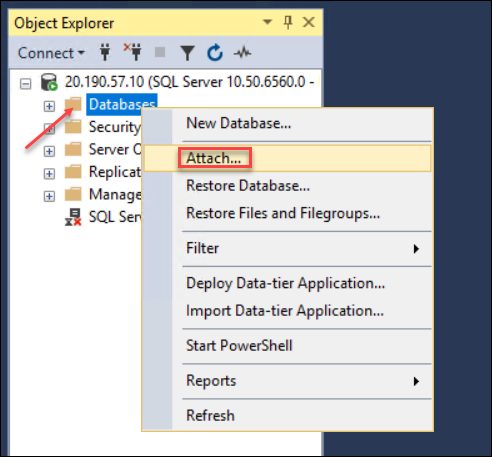 Object Explorer
Connect
20.190.57.10 (SQL Server 10.50.6560.0 -
Databases
Security
Server O
Replicat
Manage
SQL Serv
New Database...
Attach...
Restore Database...
Restore Files and Filegroups...
Filter
Deploy Data-tier Application...
Import Data-tier Application...
Start PowerShell
Reports
Refresh